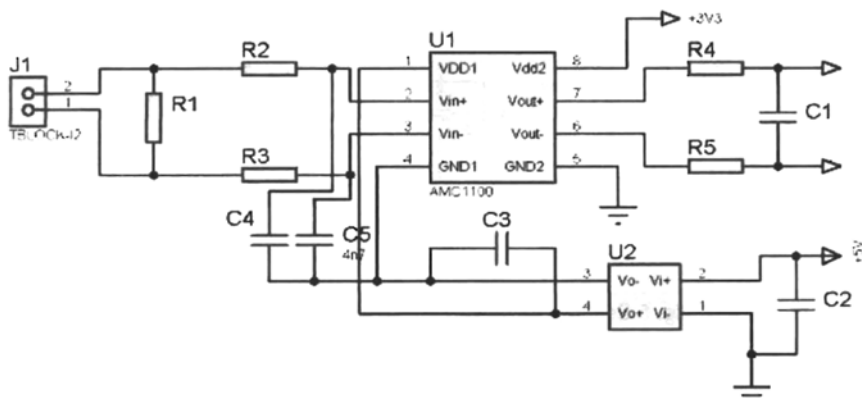 J1
2
1
TBLOCK-I2
R1
R2
R3
C4
C5
4n7
U1
1
2
3
4
VDD1
Vin+
Vin-
GND1
Vdd2
Vout+
Vout-
GND2
8
7
6
5
AMC1100
+3V3
R4
R5
C1
C3
U2
3
4
Vo-
Vo+
Vi+
Vi-
2
1
+5V
C2